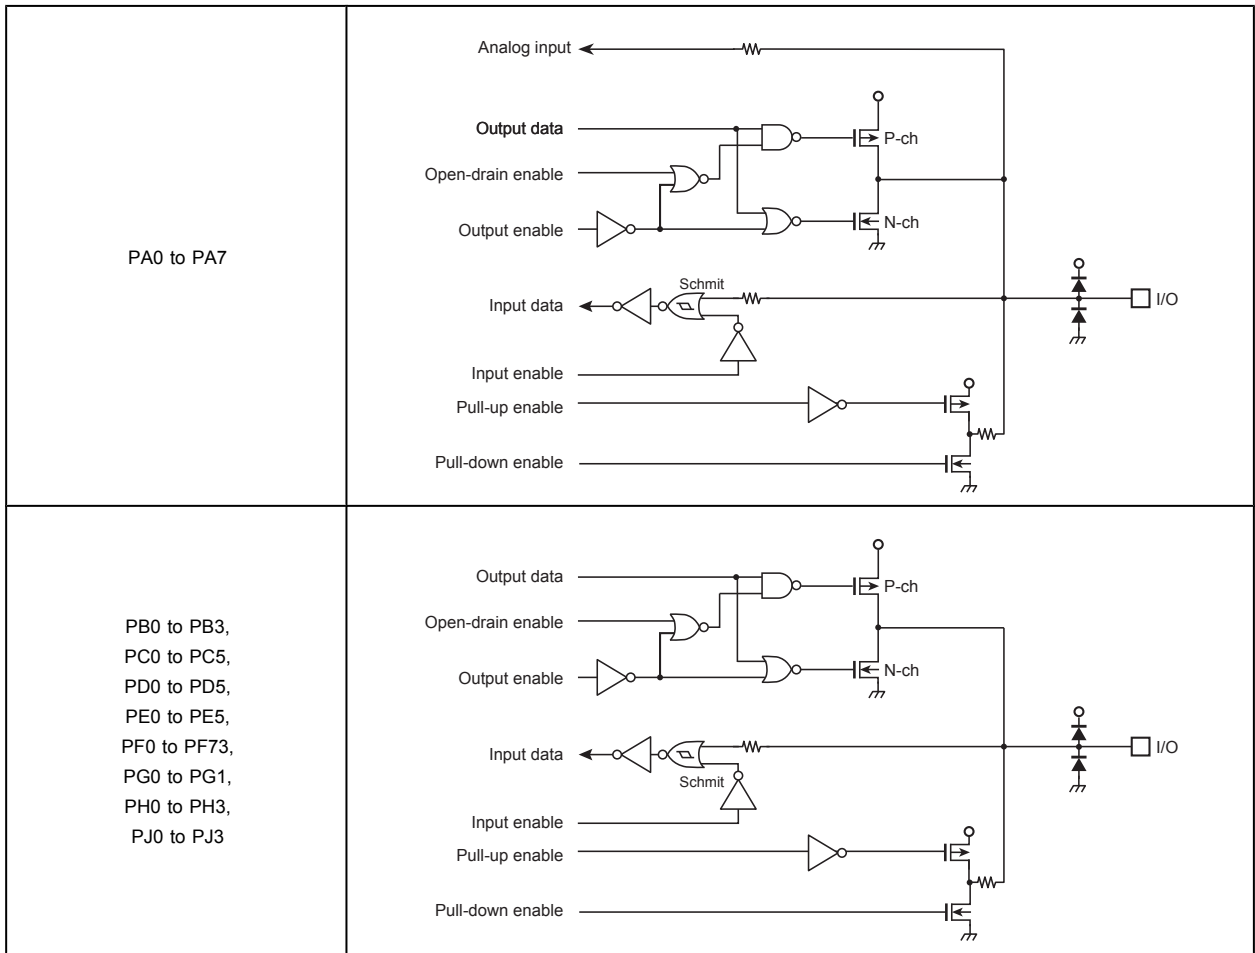 PA0 to PA7
Analog input
Output data
P-ch
Open-drain enable
Output enable
N-ch
Schmit
Input data
I/O
Input enable
Pull-up enable
Pull-down enable
PB0 to PB3,
PC0 to PC5,
PD0 to PD5,
PE0 to PE5,
PF0 to PF73,
PG0 to PG1,
PH0 to PH3,
PJ0 to PJ3
Output data
P-ch
Open-drain enable
Output enable
N-ch
Input data
I/O
Schmit
Input enable
Pull-up enable
Pull-down enable